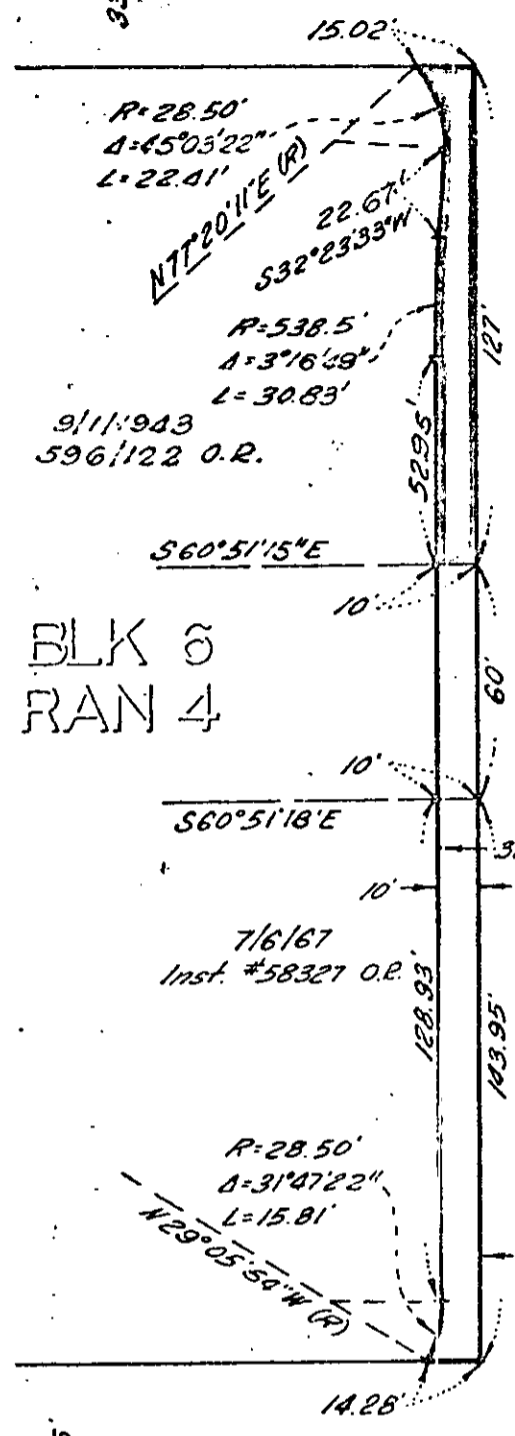 15.02'
R=28.50'
Δ=45°03'22"
L=22.41'
N77°20'11"E (R)
22.67'
S32°23'33"W
R=538.5'
Δ=3°16'49"
L=30.83'
127'
9/1/1943
596/122 O.R.
52.95'
S60°51'15"E
10'
BLK 6
RAN 4
60'
10'
S60°51'18"E
10'
7/6/67
Inst. #58327 O.R.
128.93'
143.95'
R=28.50'
Δ=31°47'22"
L=15.81'
N29°05'54"W (R)
14.28'